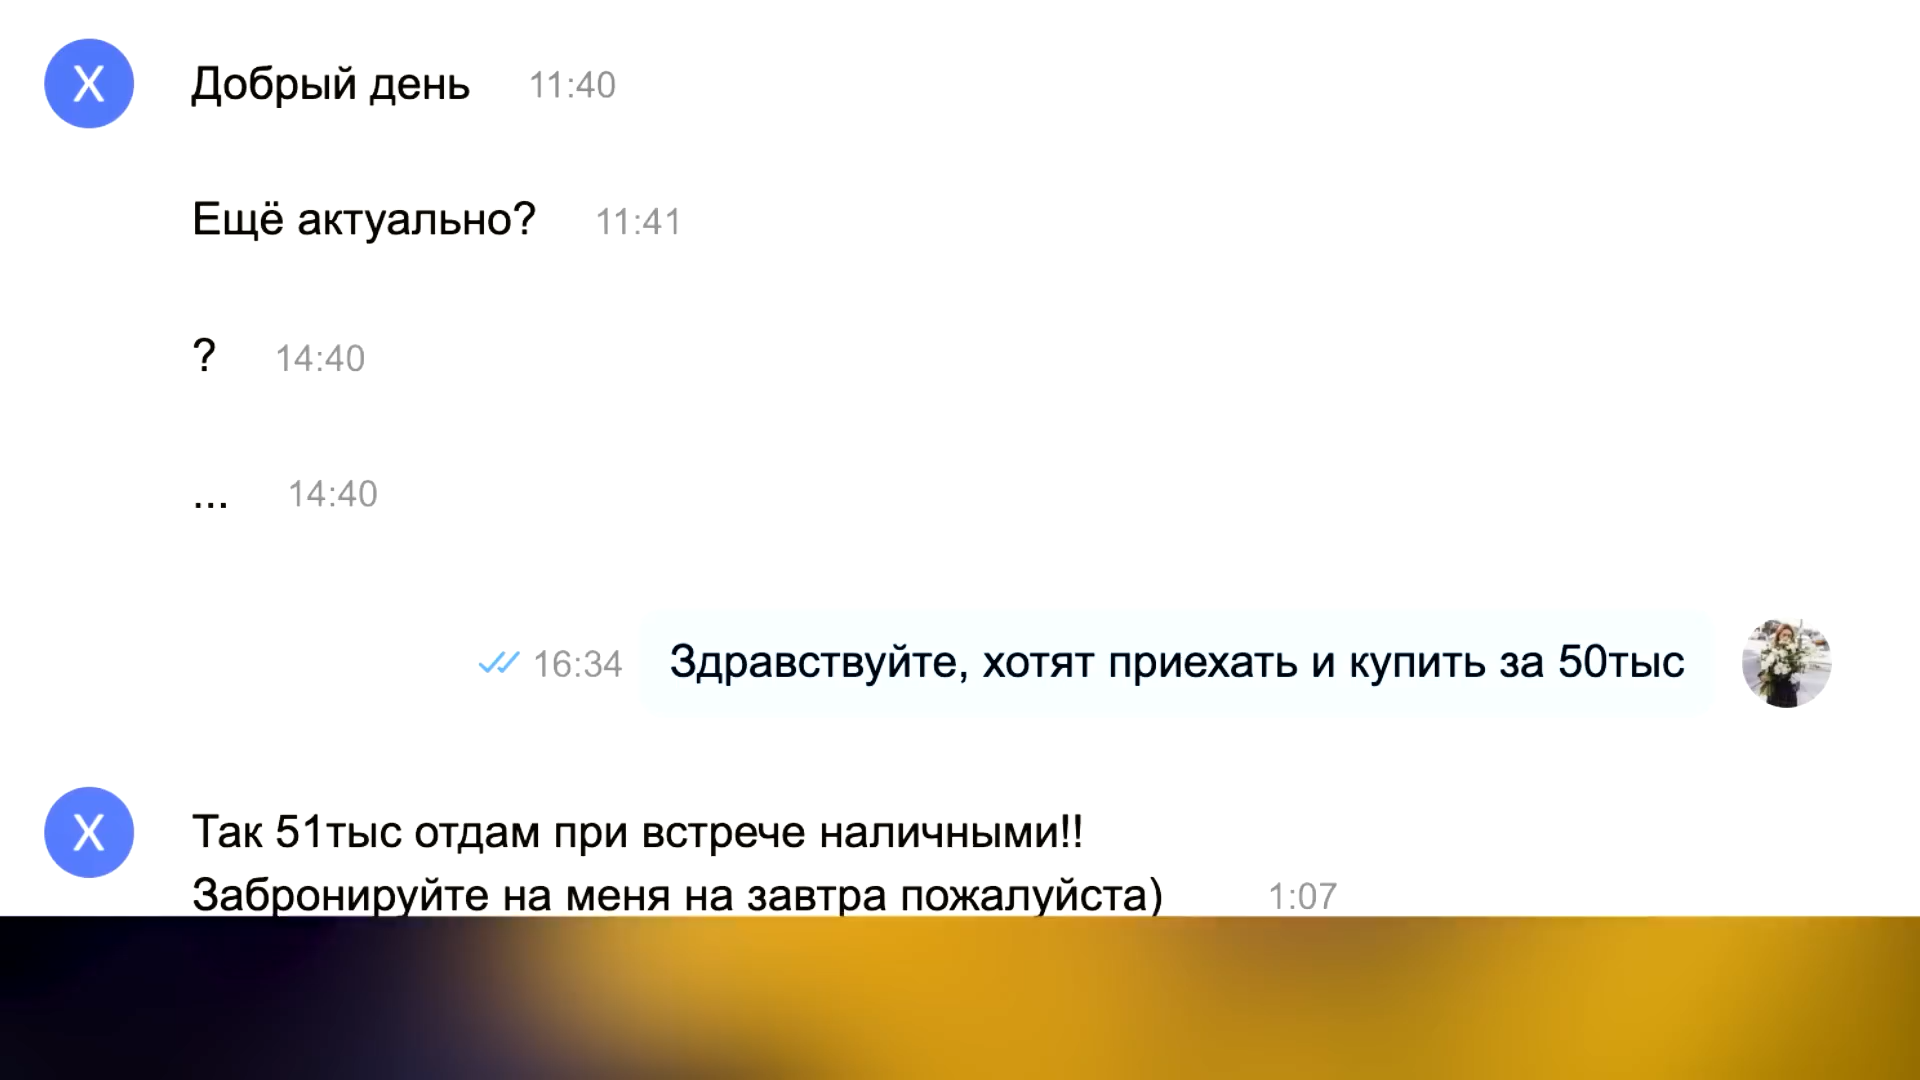 Х
Добрый день 11:40
Ещё актуально? 11:41
? 14:40
... 14:40
16:34 Здравствуйте, хотят приехать и купить за 50тыс
Х
Так 51тыс отдам при встрече наличными!!
Забронируйте на меня на завтра пожалуйста) 1:07